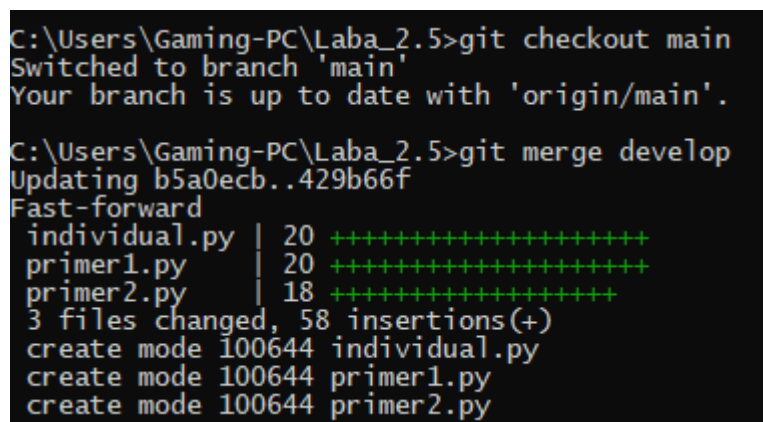 C:\Users\Gaming-PC\Laba_2.5>git checkout main
Switched to branch 'main'
Your branch is up to date with 'origin/main'.

C:\Users\Gaming-PC\Laba_2.5>git merge develop
Updating b5a0ecb..429b66f
Fast-forward
 individual.py | 20 ++++++++++++++++++++
 primer1.py    | 20 ++++++++++++++++++++
 primer2.py    | 18 ++++++++++++++++++
 3 files changed, 58 insertions(+)
 create mode 100644 individual.py
 create mode 100644 primer1.py
 create mode 100644 primer2.py